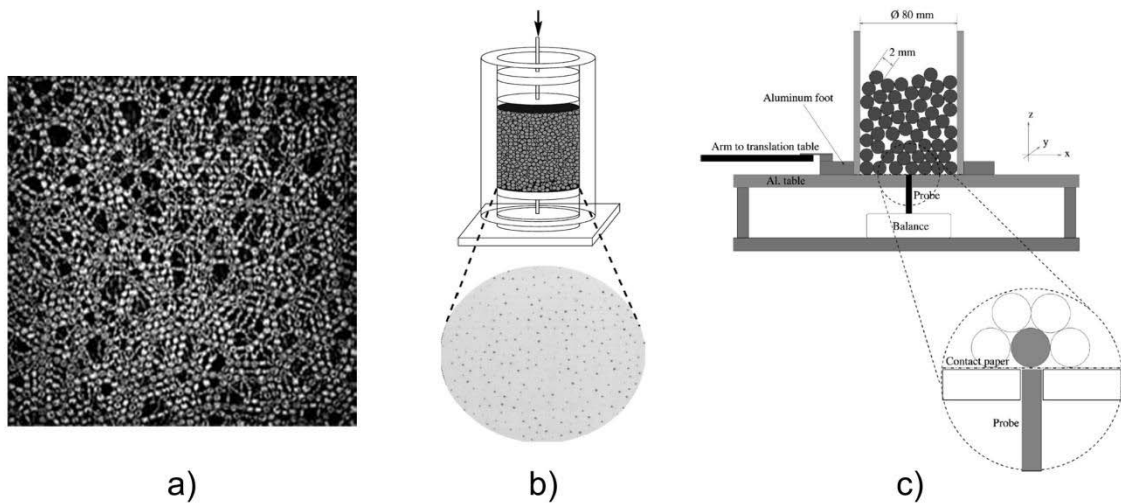 Ø 80 mm
2 mm
Aluminum foot
z
y
x
Arm to translation table
Al. table
Probe
Balance
Contact paper
Probe
a)
b)
c)